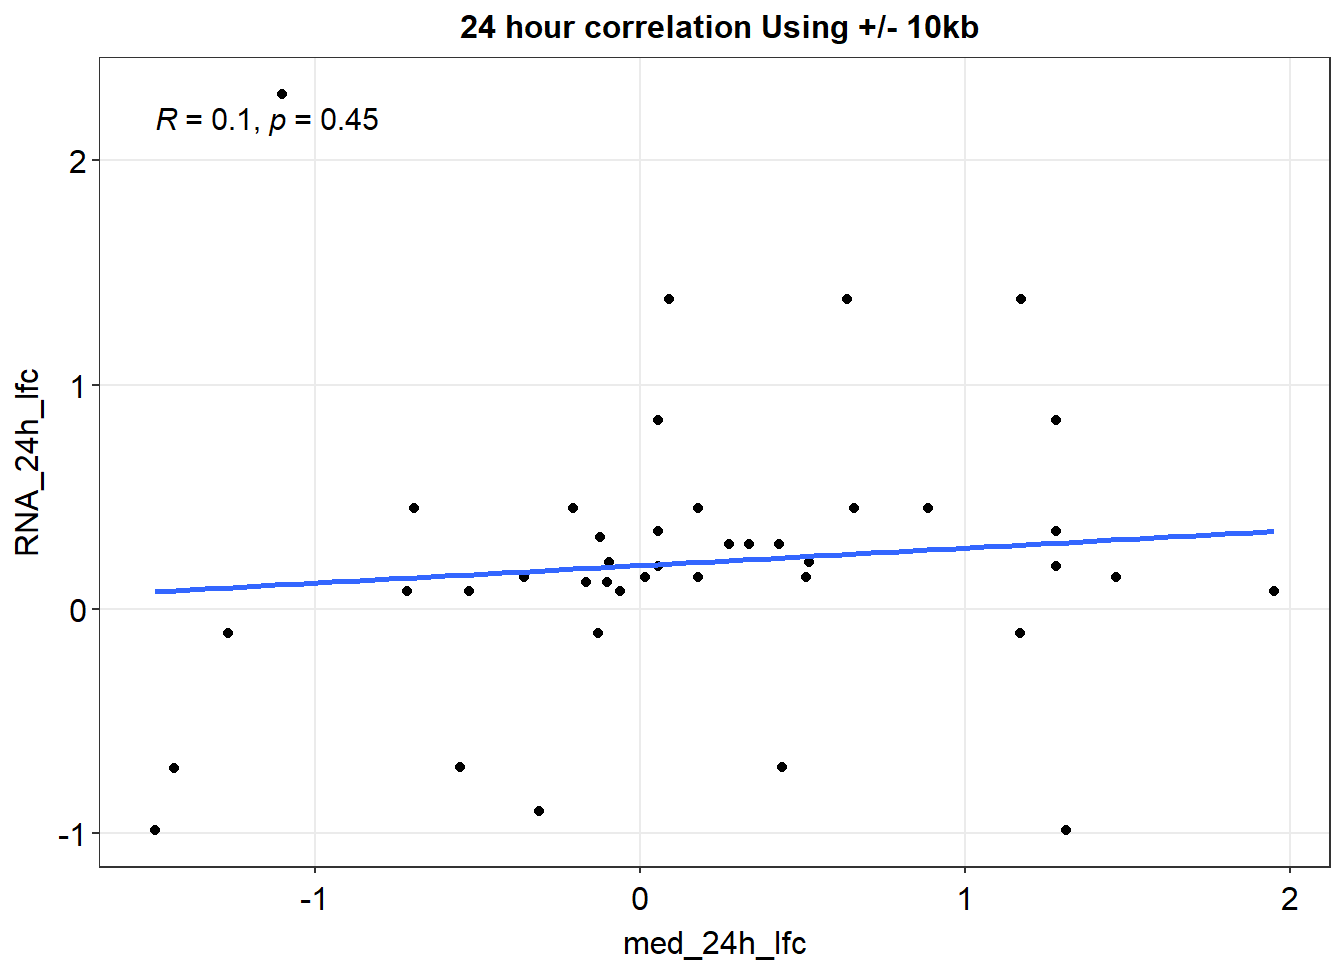 24 hour correlation Using +/- 10kb
R = 0.1, p = 0.45
2
1
0
-1
RNA_24h_lfc
-1
0
1
2
med_24h_lfc